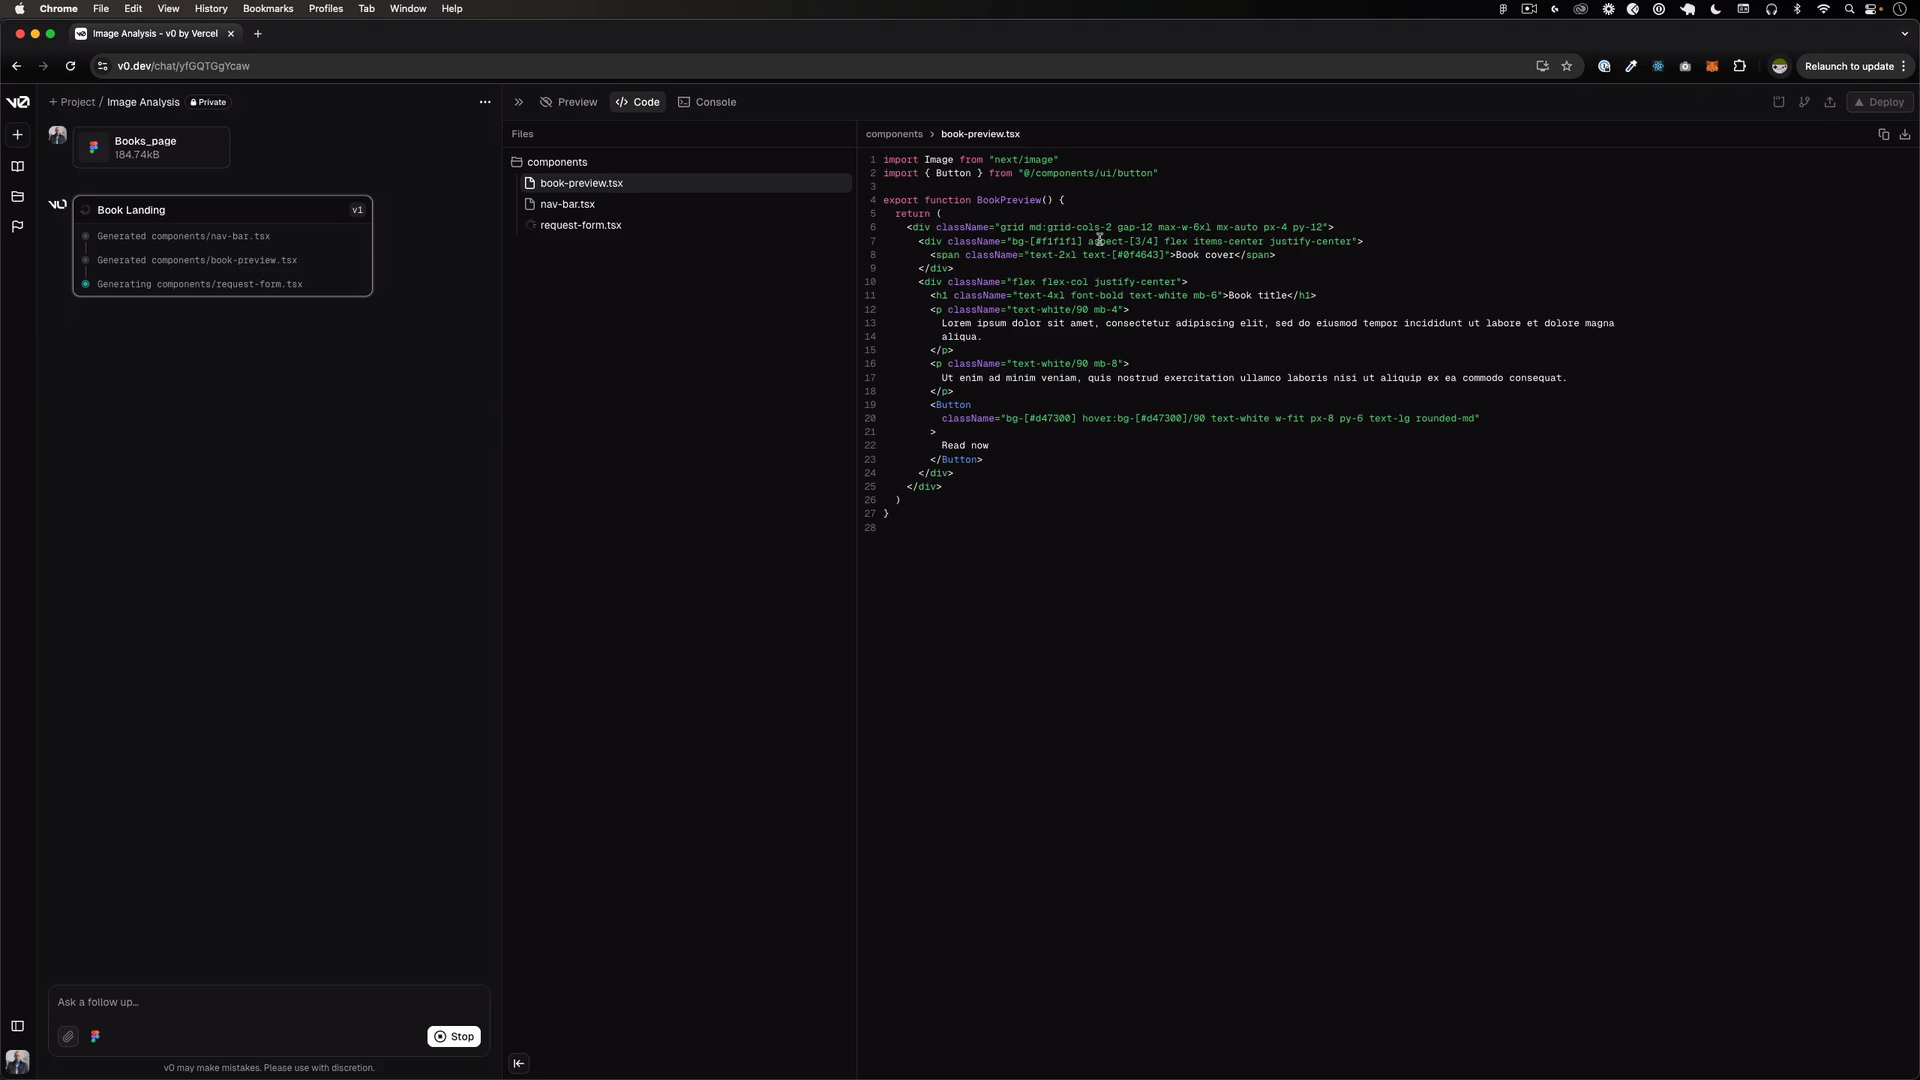 Chrome File Edit View History Bookmarks Profiles Tab Window Help
Image Analysis - v0 by Vercel
v0.dev/chat/yfGQTGgYcaw
Relaunch to update
Project / Image Analysis Private
Books_page
184.74kB
Book Landing v1
Generated components/nav-bar.tsx
Generated components/book-preview.tsx
Generating components/request-form.tsx
Ask a follow up…
Stop
v0 may make mistakes. Please use with discretion.
Preview Code Console
Deploy
Files
components
book-preview.tsx
nav-bar.tsx
request-form.tsx
components > book-preview.tsx
1 import Image from "next/image"
2 import { Button } from "@/components/ui/button"
3
4 export function BookPreview() {
5 return (
6 <div className="grid md:grid-cols-2 gap-12 max-w-6xl mx-auto px-4 py-12">
7 <div className="bg-[#f1f1f1] aspect-[3/4] flex items-center justify-center">
8 <span className="text-2xl text-[#0f4643]">Book cover</span>
9 </div>
10 <div className="flex flex-col justify-center">
11 <h1 className="text-4xl font-bold text-white mb-6">Book title</h1>
12 <p className="text-white/90 mb-4">
13 Lorem ipsum dolor sit amet, consectetur adipiscing elit, sed do eiusmod tempor incididunt ut labore et dolore magna
14 aliqua.
15 </p>
16 <p className="text-white/90 mb-8">
17 Ut enim ad minim veniam, quis nostrud exercitation ullamco laboris nisi ut aliquip ex ea commodo consequat.
18 </p>
19 <Button
20 className="bg-[#d47300] hover:bg-[#d47300]/90 text-white w-fit px-8 py-6 text-lg rounded-md"
21 >
22 Read now
23 </Button>
24 </div>
25 </div>
26 )
27 }
28